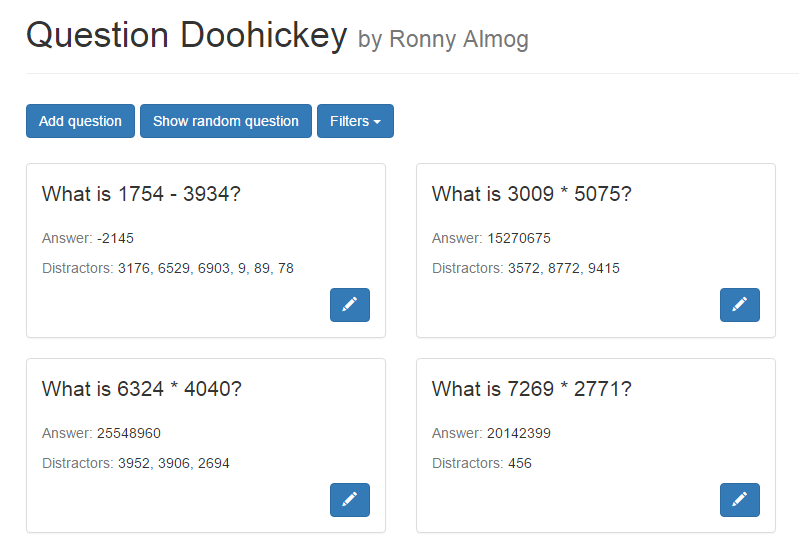 Question Doohickey by Ronny Almog
Add question
Show random question
Filters
What is 1754 - 3934?
Answer: -2145
Distractors: 3176, 6529, 6903, 9, 89, 78
What is 3009 * 5075?
Answer: 15270675
Distractors: 3572, 8772, 9415
What is 6324 * 4040?
Answer: 25548960
Distractors: 3952, 3906, 2694
What is 7269 * 2771?
Answer: 20142399
Distractors: 456